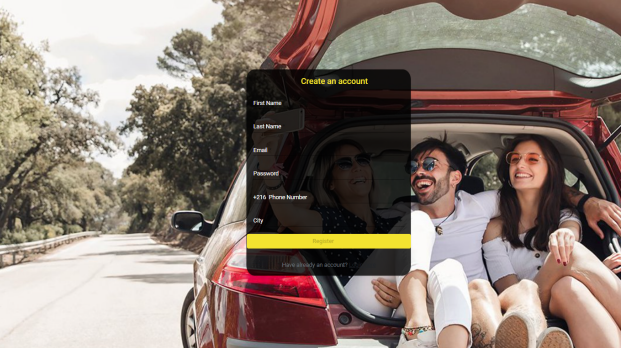 Create an account
First Name
Last Name
Email
Password
+216 Phone Number
City
Register
Have already an account?